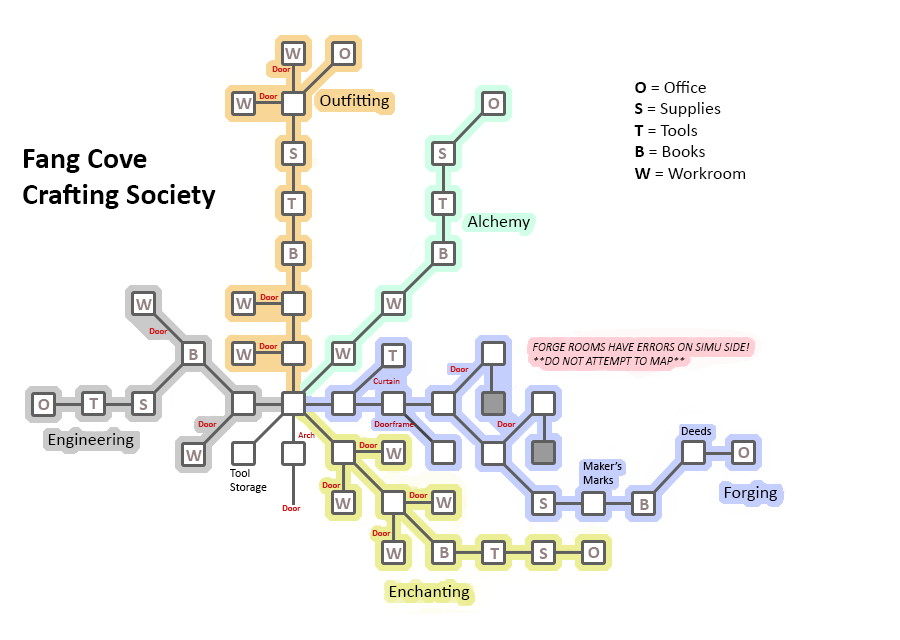 W
O
Door
W
Door
Outfitting
O = Office
S = Supplies
T = Tools
B = Books
W = Workroom
O
Fang Cove
Crafting Society
S
S
T
T
Alchemy
B
B
W
Door
W
Door
W
W
Door
B
W
T
Door
FORGE ROOMS HAVE ERRORS ON SIMU SIDE!
**DO NOT ATTEMPT TO MAP**
Curtain
O
T
S
Engineering
Door
W
Doorframe
Door
Arch
Tool
Storage
Door
W
Deeds
O
Maker's
Marks
Forging
Door
W
Door
W
S
B
Door
Door
W
B
T
S
O
Enchanting